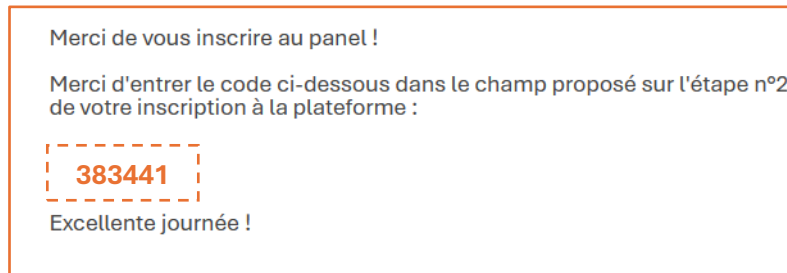 Merci de vous inscrire au panel !
Merci d'entrer le code ci-dessous dans le champ proposé sur l'étape n°2
de votre inscription à la plateforme :
383441
Excellente journée !